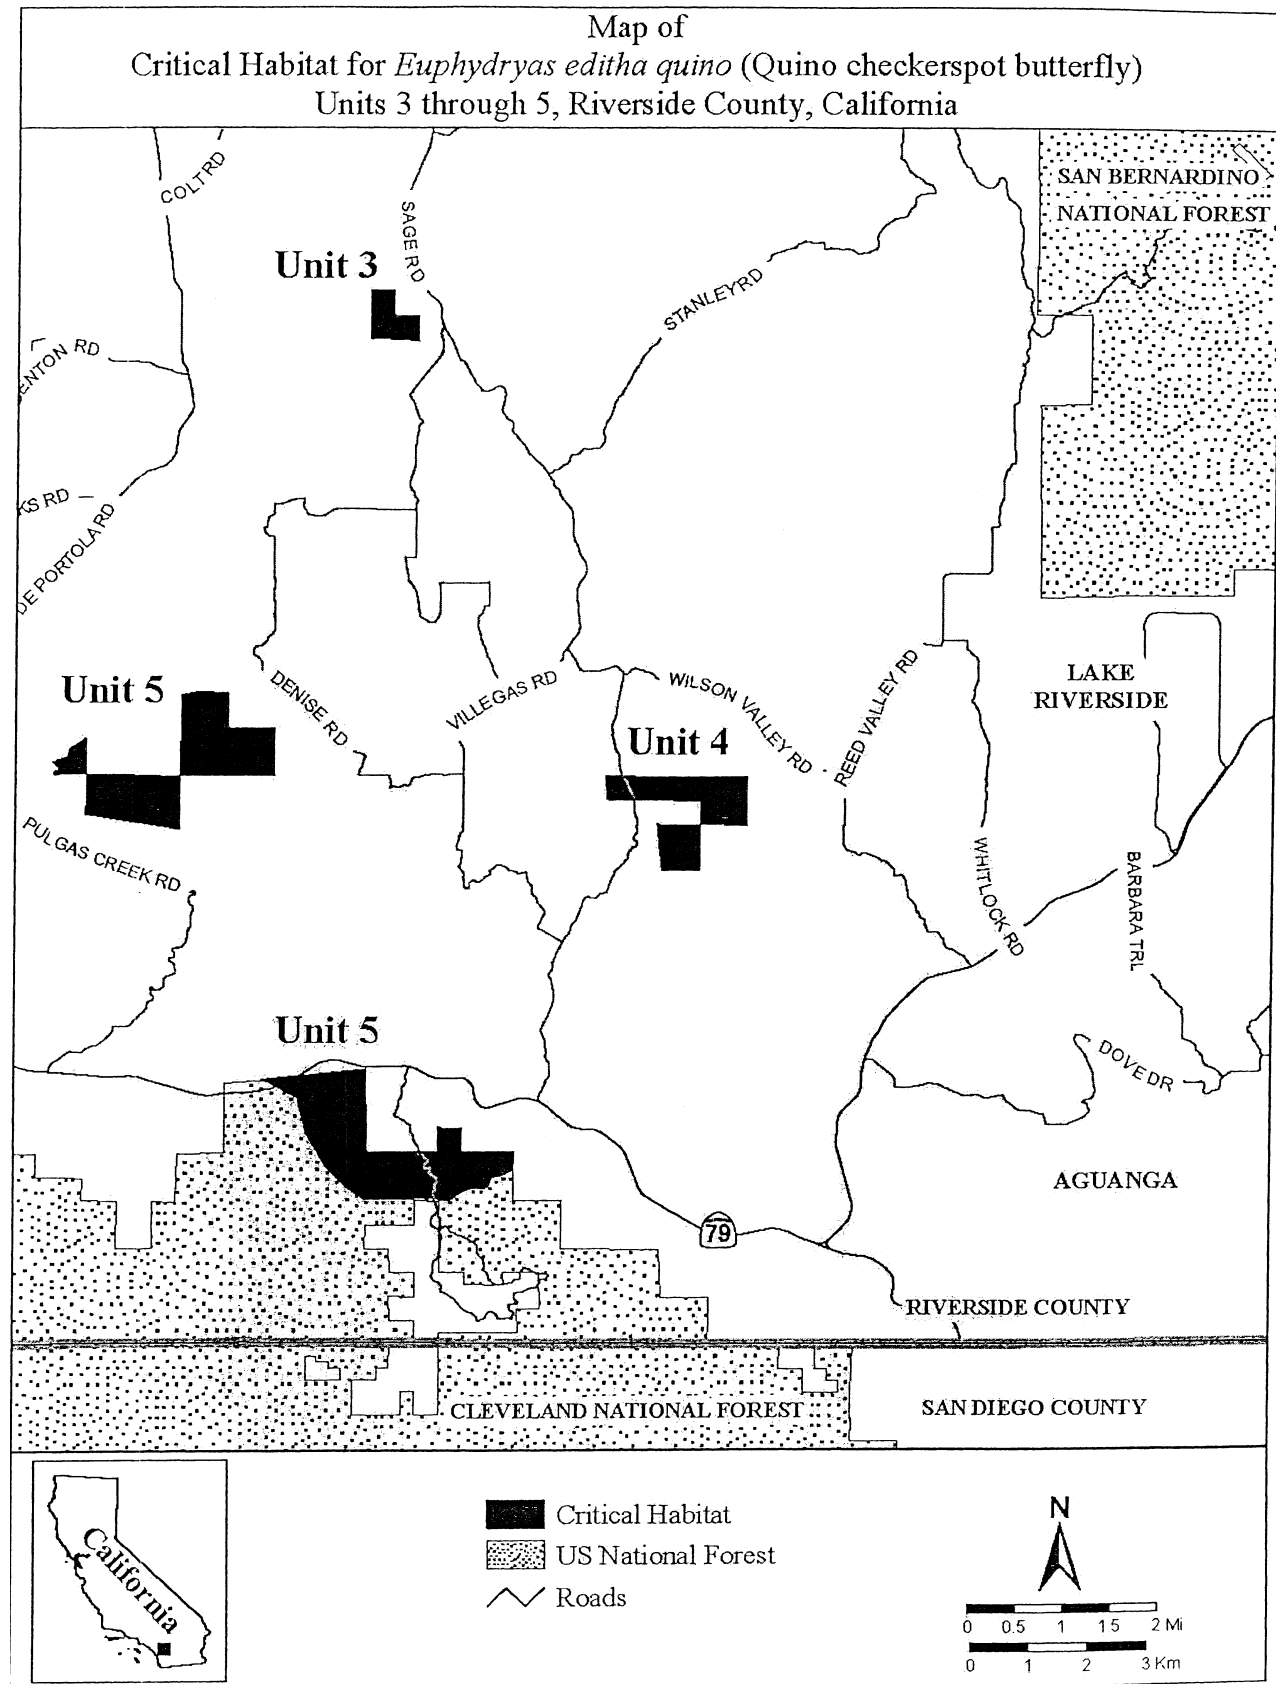 Map of
Critical Habitat for Euphydryas editha quino (Quino checkerspot butterfly)
Units 3 through 5, Riverside County, California
COLT RD
SAGE RD
SAN BERNARDINO
NATIONAL FOREST
Unit 3
STANLEY RD
ENTON RD
KS RD
DE PORTOLA RD
Unit 5
DENISE RD
VILLEGAS RD
WILSON VALLEY RD
REED VALLEY RD
LAKE
RIVERSIDE
Unit 4
PULGAS CREEK RD
WHITLOCK RD
BARBARA TRL
Unit 5
DOVE DR
AGUANGA
79
RIVERSIDE COUNTY
CLEVELAND NATIONAL FOREST
SAN DIEGO COUNTY
California
Critical Habitat
US National Forest
Roads
N
0 0.5 1 1 5 2 Mi
0 1 2 3 Km